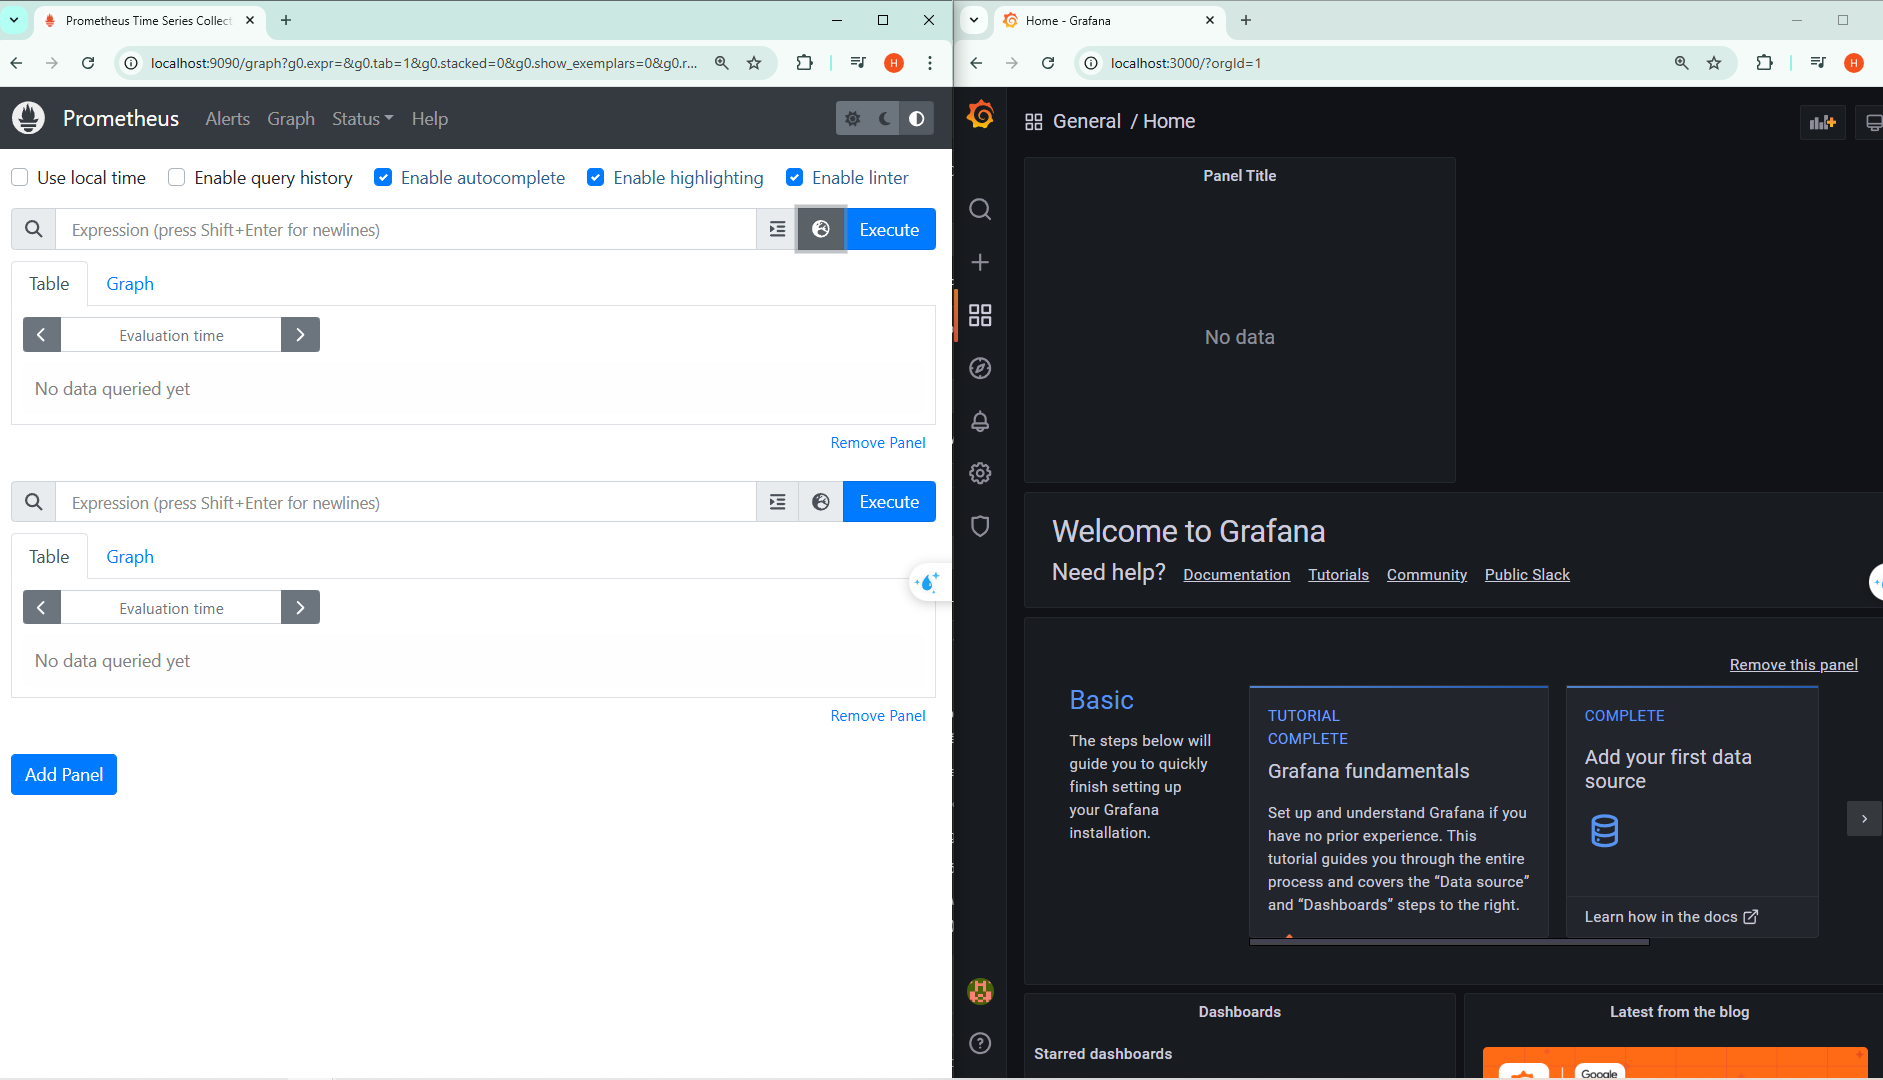 Prometheus Time Series Collect
localhost:9090/graph?g0.expr=&g0.tab=1&g0.stacked=0&g0.show_exemplars=0&g0.r...
H
Prometheus
Alerts
Graph
Status
Help
Use local time
Enable query history
Enable autocomplete
Enable highlighting
Enable linter
Expression (press Shift+Enter for newlines)
Execute
Table
Graph
Evaluation time
No data queried yet
Remove Panel
Expression (press Shift+Enter for newlines)
Execute
Table
Graph
Evaluation time
No data queried yet
Remove Panel
Add Panel
Home - Grafana
localhost:3000/?orgId=1
H
General / Home
Panel Title
No data
Welcome to Grafana
Need help?
Documentation
Tutorials
Community
Public Slack
Remove this panel
Basic
The steps below will
guide you to quickly
finish setting up
your Grafana
installation.
TUTORIAL
COMPLETE
Grafana fundamentals
Set up and understand Grafana if you
have no prior experience. This
tutorial guides you through the entire
process and covers the “Data source”
and “Dashboards” steps to the right.
COMPLETE
Add your first data
source
Learn how in the docs
Dashboards
Starred dashboards
Latest from the blog
Google